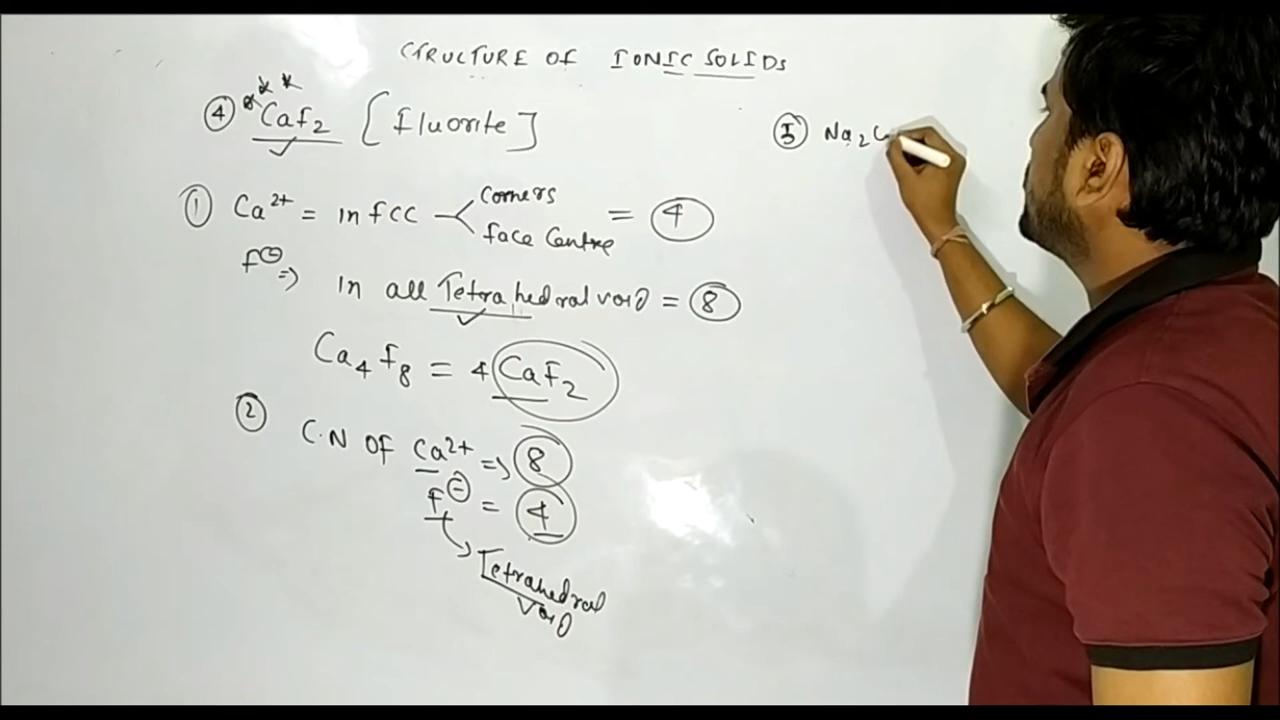 STRUCTURE OF IONIC SOLIDS
④ *** CaF2 [fluorite]
① Ca2+ = in fcc
Corners
face Centre
= 4
F⊖ => In all Tetrahedral void = 8
Ca4F8 = 4 CaF2
② C.N OF Ca2+ => 8
F⊖ = 4
Tetrahedral
void
⑤ Na2